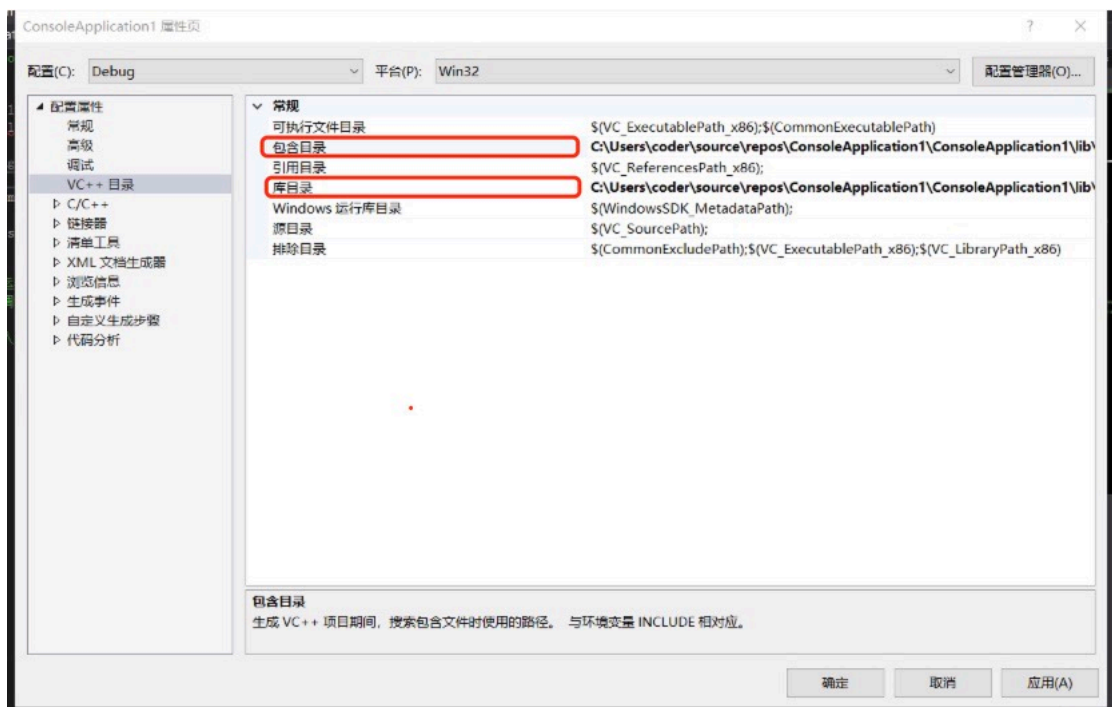 ConsoleApplication1 属性页
配置(C): Debug 平台(P): Win32 配置管理器(O)...
配置属性
常规
高级
调试
VC++ 目录
C/C++
链接器
清单工具
XML 文档生成器
浏览信息
生成事件
自定义生成步骤
代码分析
常规
可执行文件目录 $(VC_ExecutablePath_x86);$(CommonExecutablePath)
包含目录 C:\Users\coder\source\repos\ConsoleApplication1\ConsoleApplication1\lib\
引用目录 $(VC_ReferencesPath_x86);
库目录 C:\Users\coder\source\repos\ConsoleApplication1\ConsoleApplication1\lib\
Windows 运行库目录 $(WindowsSDK_MetadataPath);
源目录 $(VC_SourcePath);
排除目录 $(CommonExcludePath);$(VC_ExecutablePath_x86);$(VC_LibraryPath_x86)
包含目录
生成 VC++ 项目期间，搜索包含文件时使用的路径。 与环境变量 INCLUDE 相对应。
确定 取消 应用(A)